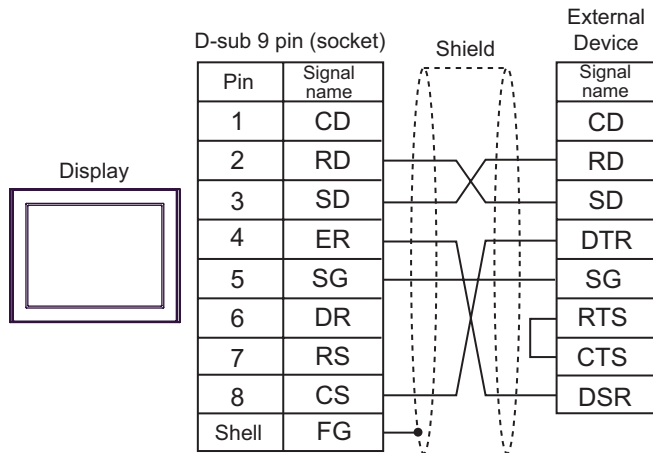 External
Device
D-sub 9 pin (socket)
Shield
Display
Pin Signal name
1 CD
2 RD
3 SD
4 ER
5 SG
6 DR
7 RS
8 CS
Shell FG
Signal name
CD
RD
SD
DTR
SG
RTS
CTS
DSR